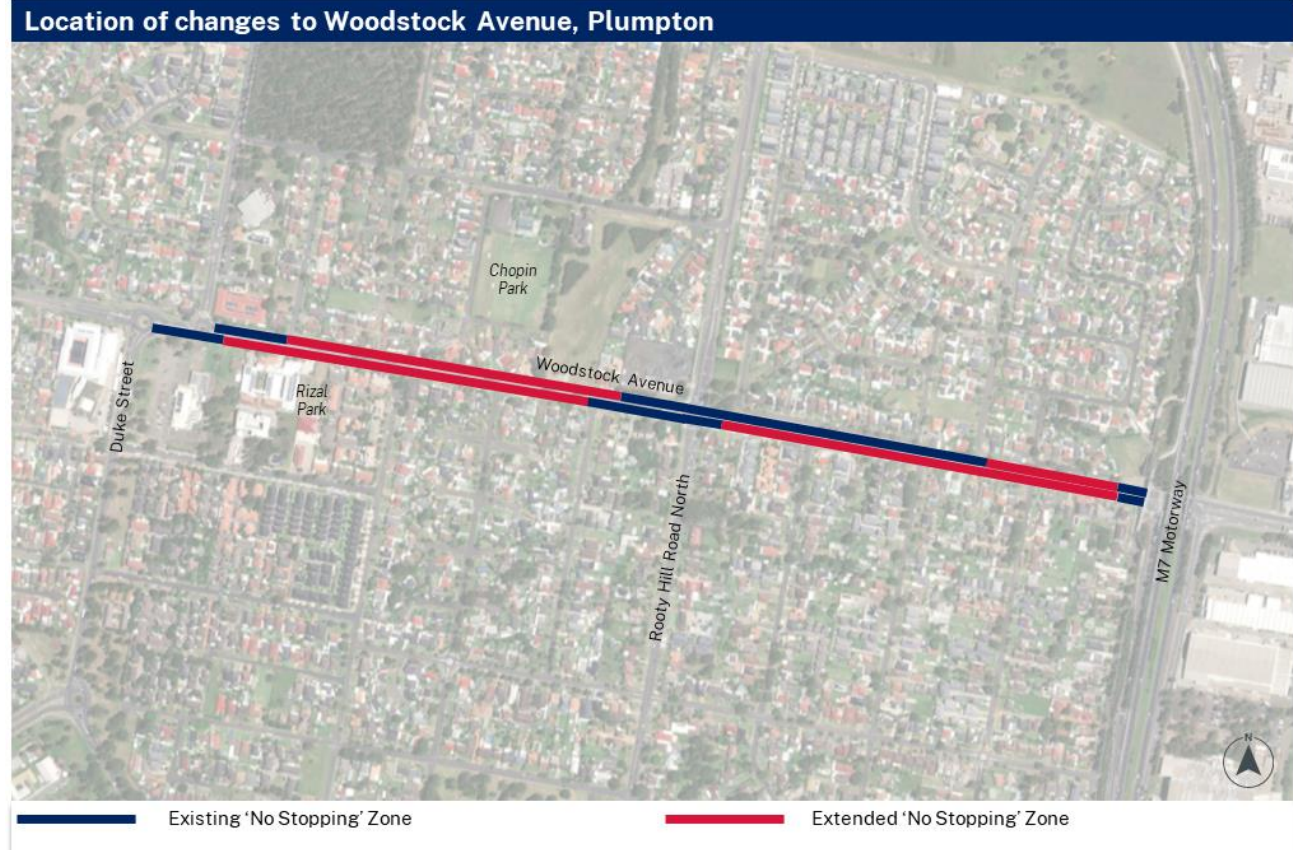 Location of changes to Woodstock Avenue, Plumpton
Chopin
Park
Woodstock Avenue
Rizal
Park
Duke Street
Rooty Hill Road North
M7 Motorway
N
Existing ‘No Stopping’ Zone
Extended ‘No Stopping’ Zone